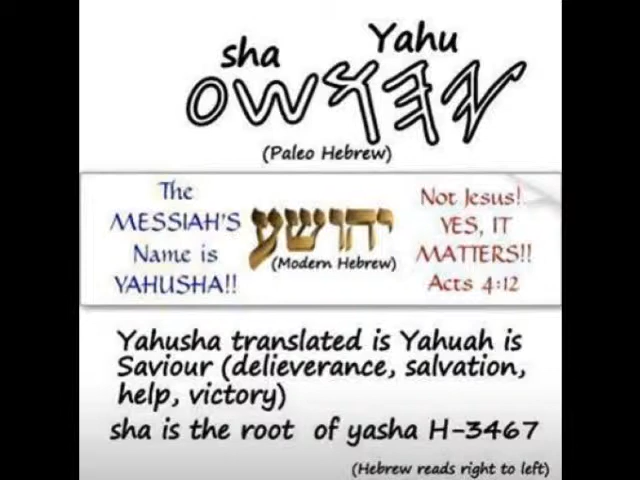 sha Yahu
𐤉𐤄𐤅𐤔𐤏
(Paleo Hebrew)
The
MESSIAH'S
Name is
YAHUSHA!!
יהושע
(Modern Hebrew)
Not Jesus!
YES, IT
MATTERS!!
Acts 4:12
Yahusha translated is Yahuah is
Saviour (delieverance, salvation,
help, victory)
sha is the root of yasha H-3467
(Hebrew reads right to left)